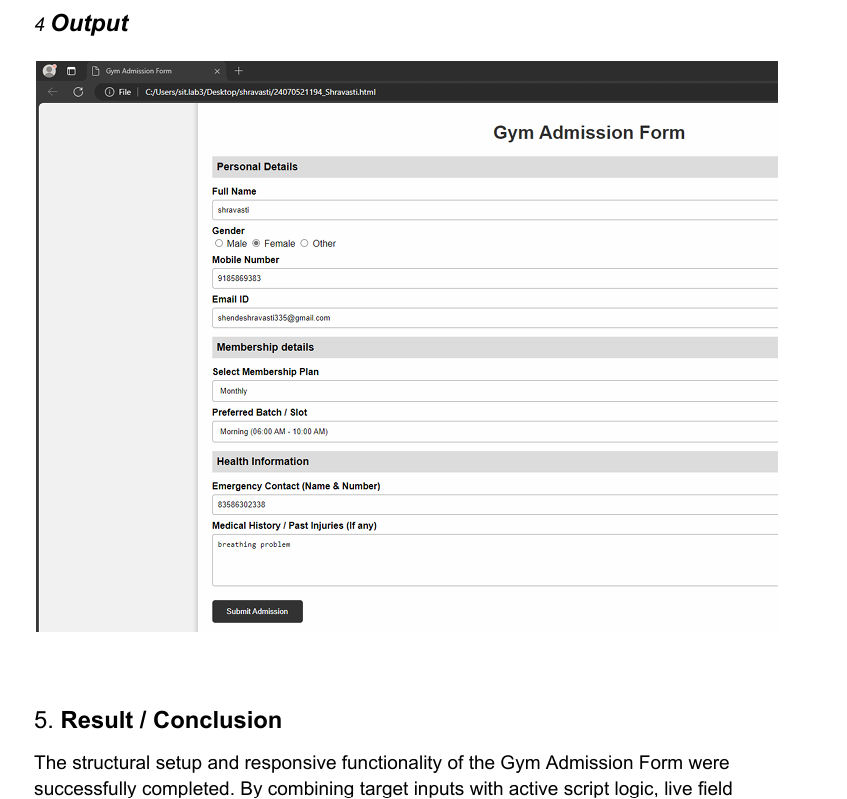 4 Output
Gym Admission Form
File | C:/Users/sit.lab3/Desktop/shravasti/24070521194_Shravasti.html
Gym Admission Form
Personal Details
Full Name
shravasti
Gender
Male Female Other
Mobile Number
9185869383
Email ID
shendeshravasti335@gmail.com
Membership details
Select Membership Plan
Monthly
Preferred Batch / Slot
Morning (06:00 AM - 10:00 AM)
Health Information
Emergency Contact (Name & Number)
83586302338
Medical History / Past Injuries (If any)
breathing problem
Submit Admission
5. Result / Conclusion
The structural setup and responsive functionality of the Gym Admission Form were
successfully completed. By combining target inputs with active script logic, live field